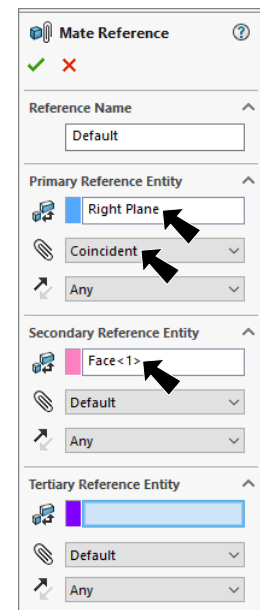 Mate Reference
Reference Name
Default
Primary Reference Entity
Right Plane
Coincident
Any
Secondary Reference Entity
Face<1>
Default
Any
Tertiary Reference Entity
Default
Any